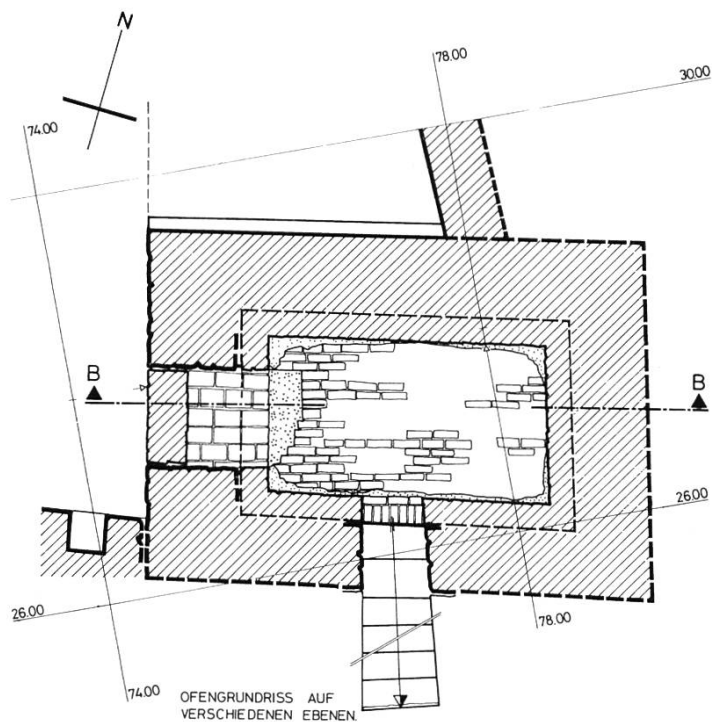 N
78.00
30.00
74.00
B
B
26.00
26.00
78.00
74.00
OFENGRUNDRISS AUF
VERSCHIEDENEN EBENEN.